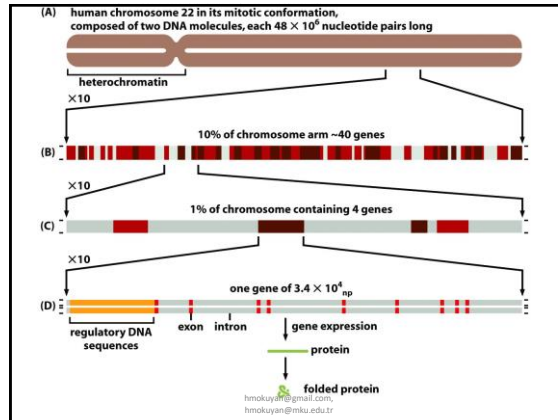 (A) human chromosome 22 in its mitotic conformation,
composed of two DNA molecules, each 48 × 10⁶ nucleotide pairs long
heterochromatin
×10
10% of chromosome arm ~40 genes
(B)
×10
1% of chromosome containing 4 genes
(C)
×10
one gene of 3.4 × 10⁴ np
(D)
exon intron gene expression
regulatory DNA
sequences
protein
folded protein
hmokuyan@gmail.com,
hmokuyan@mku.edu.tr